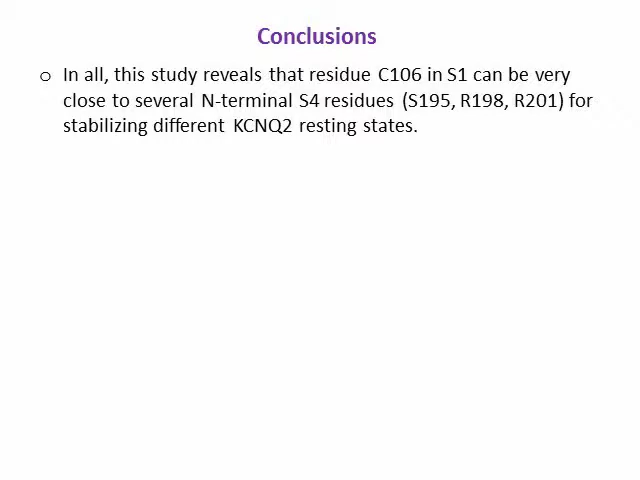 Conclusions
o In all, this study reveals that residue C106 in S1 can be very
close to several N-terminal S4 residues (S195, R198, R201) for
stabilizing different KCNQ2 resting states.